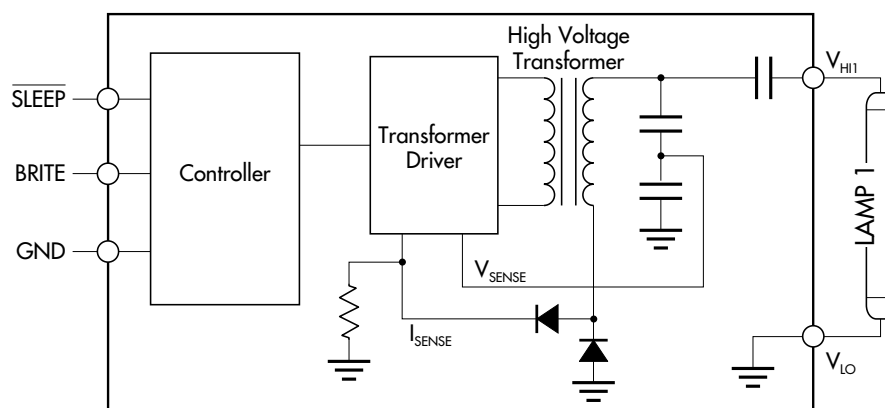 High Voltage
Transformer
V_HI1
SLEEP
BRITE
GND
Controller
Transformer
Driver
LAMP 1
V_SENSE
I_SENSE
V_LO